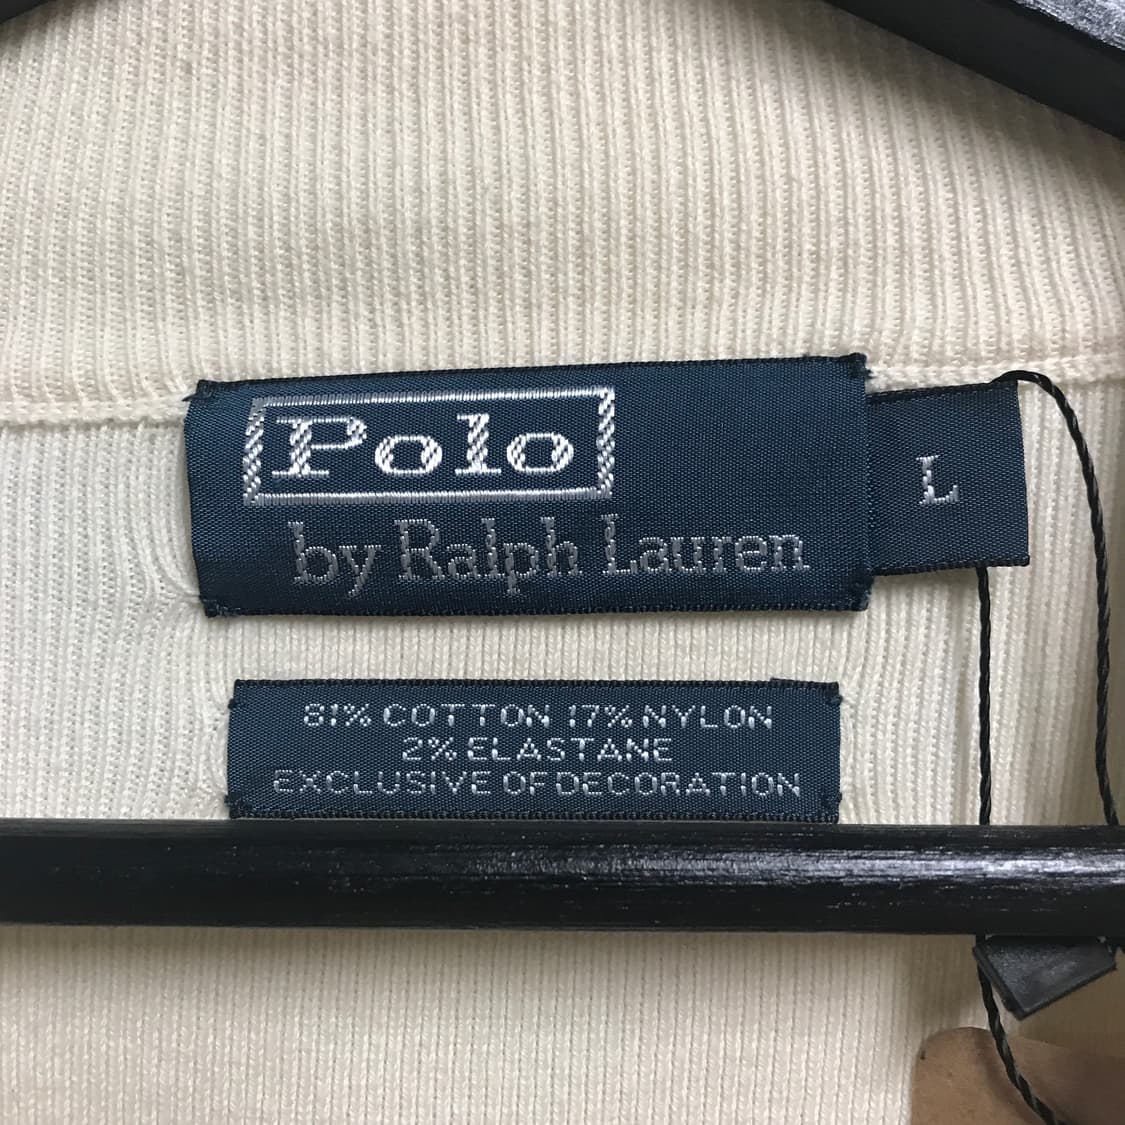 Polo
by Ralph Lauren
L
81% COTTON 17% NYLON
2% ELASTANE
EXCLUSIVE OF DECORATION